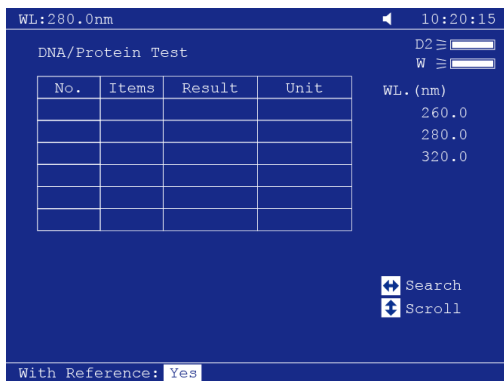 WL:280.0nm 10:20:15
DNA/Protein Test
D2
W
No. Items Result Unit
WL.(nm)
260.0
280.0
320.0
Search
Scroll
With Reference: Yes